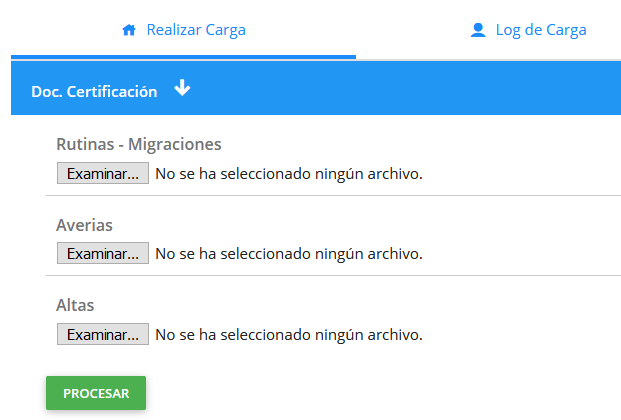 Realizar Carga
Log de Carga
Doc. Certificación
Rutinas - Migraciones
Examinar... No se ha seleccionado ningún archivo.
Averias
Examinar... No se ha seleccionado ningún archivo.
Altas
Examinar... No se ha seleccionado ningún archivo.
PROCESAR